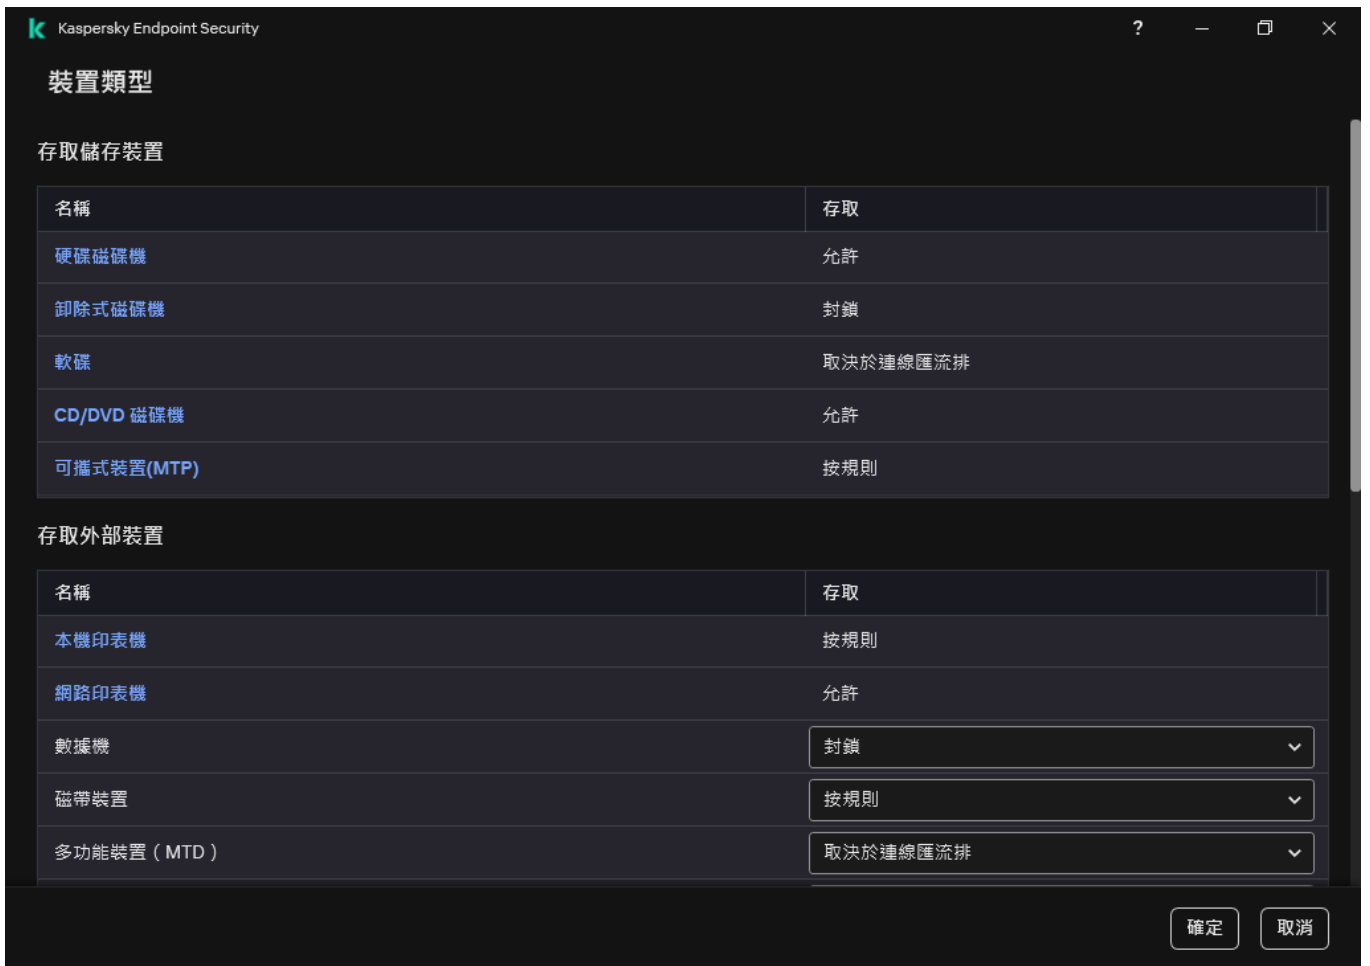 Kaspersky Endpoint Security ?
裝置類型
存取儲存裝置
名稱 存取
硬碟磁碟機 允許
卸除式磁碟機 封鎖
軟碟 取決於連線匯流排
CD/DVD 磁碟機 允許
可攜式裝置(MTP) 按規則
存取外部裝置
名稱 存取
本機印表機 按規則
網路印表機 允許
數據機 封鎖
磁帶裝置 按規則
多功能裝置（MTD） 取決於連線匯流排
確定 取消